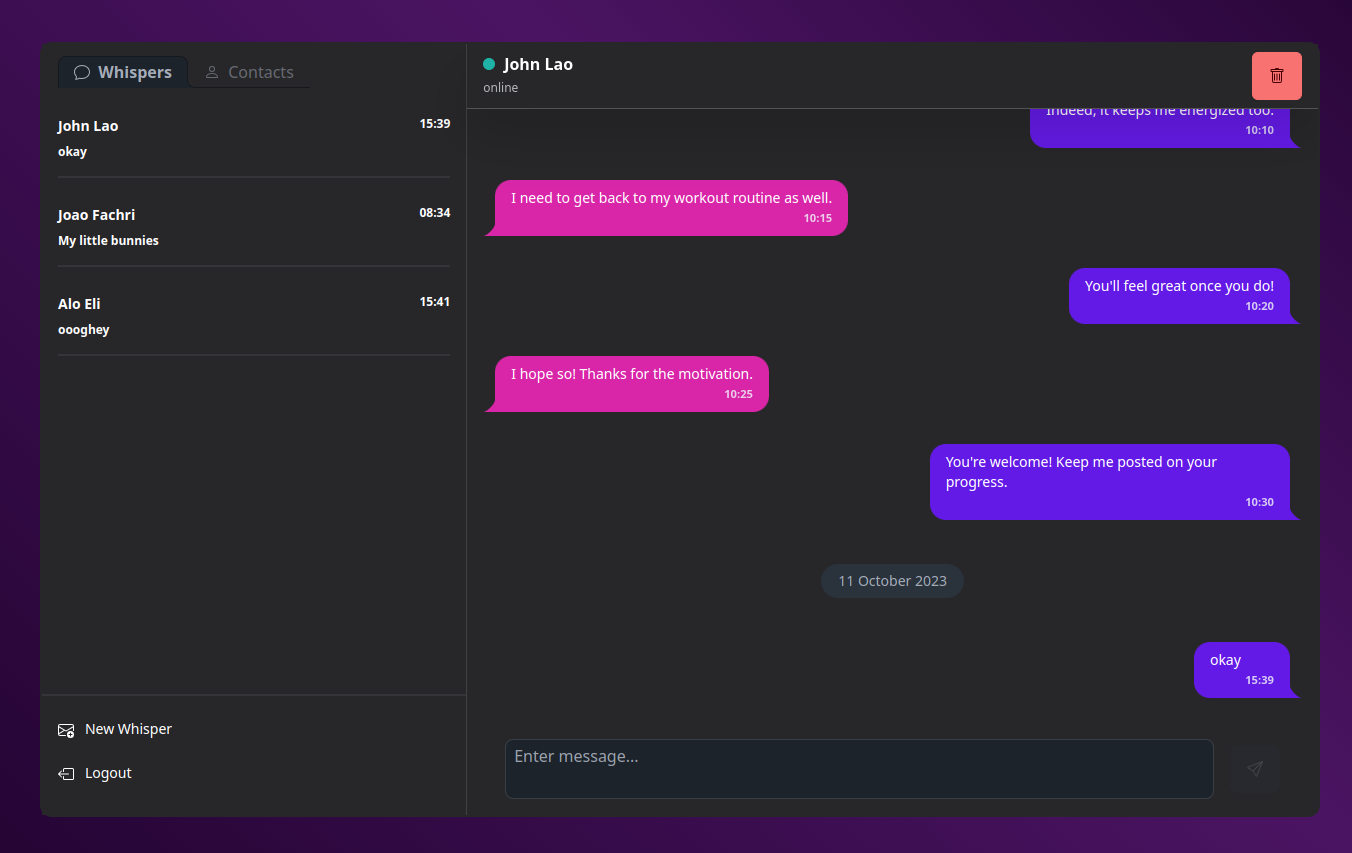 Whispers
Contacts
John Lao
15:39
okay
Joao Fachri
08:34
My little bunnies
Alo Eli
15:41
oooghey
New Whisper
Logout
John Lao
online
Indeed, it keeps me energized too.
10:10
I need to get back to my workout routine as well.
10:15
You'll feel great once you do!
10:20
I hope so! Thanks for the motivation.
10:25
You're welcome! Keep me posted on your
progress.
10:30
11 October 2023
okay
15:39
Enter message...